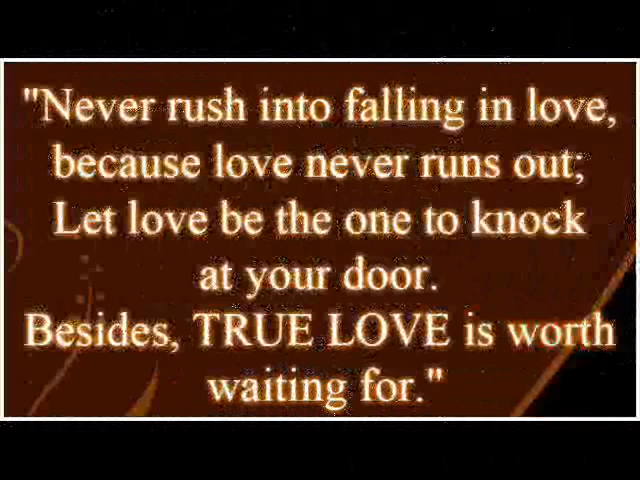 "Never rush into falling in love,
because love never runs out;
Let love be the one to knock
at your door.
Besides, TRUE LOVE is worth
waiting for."